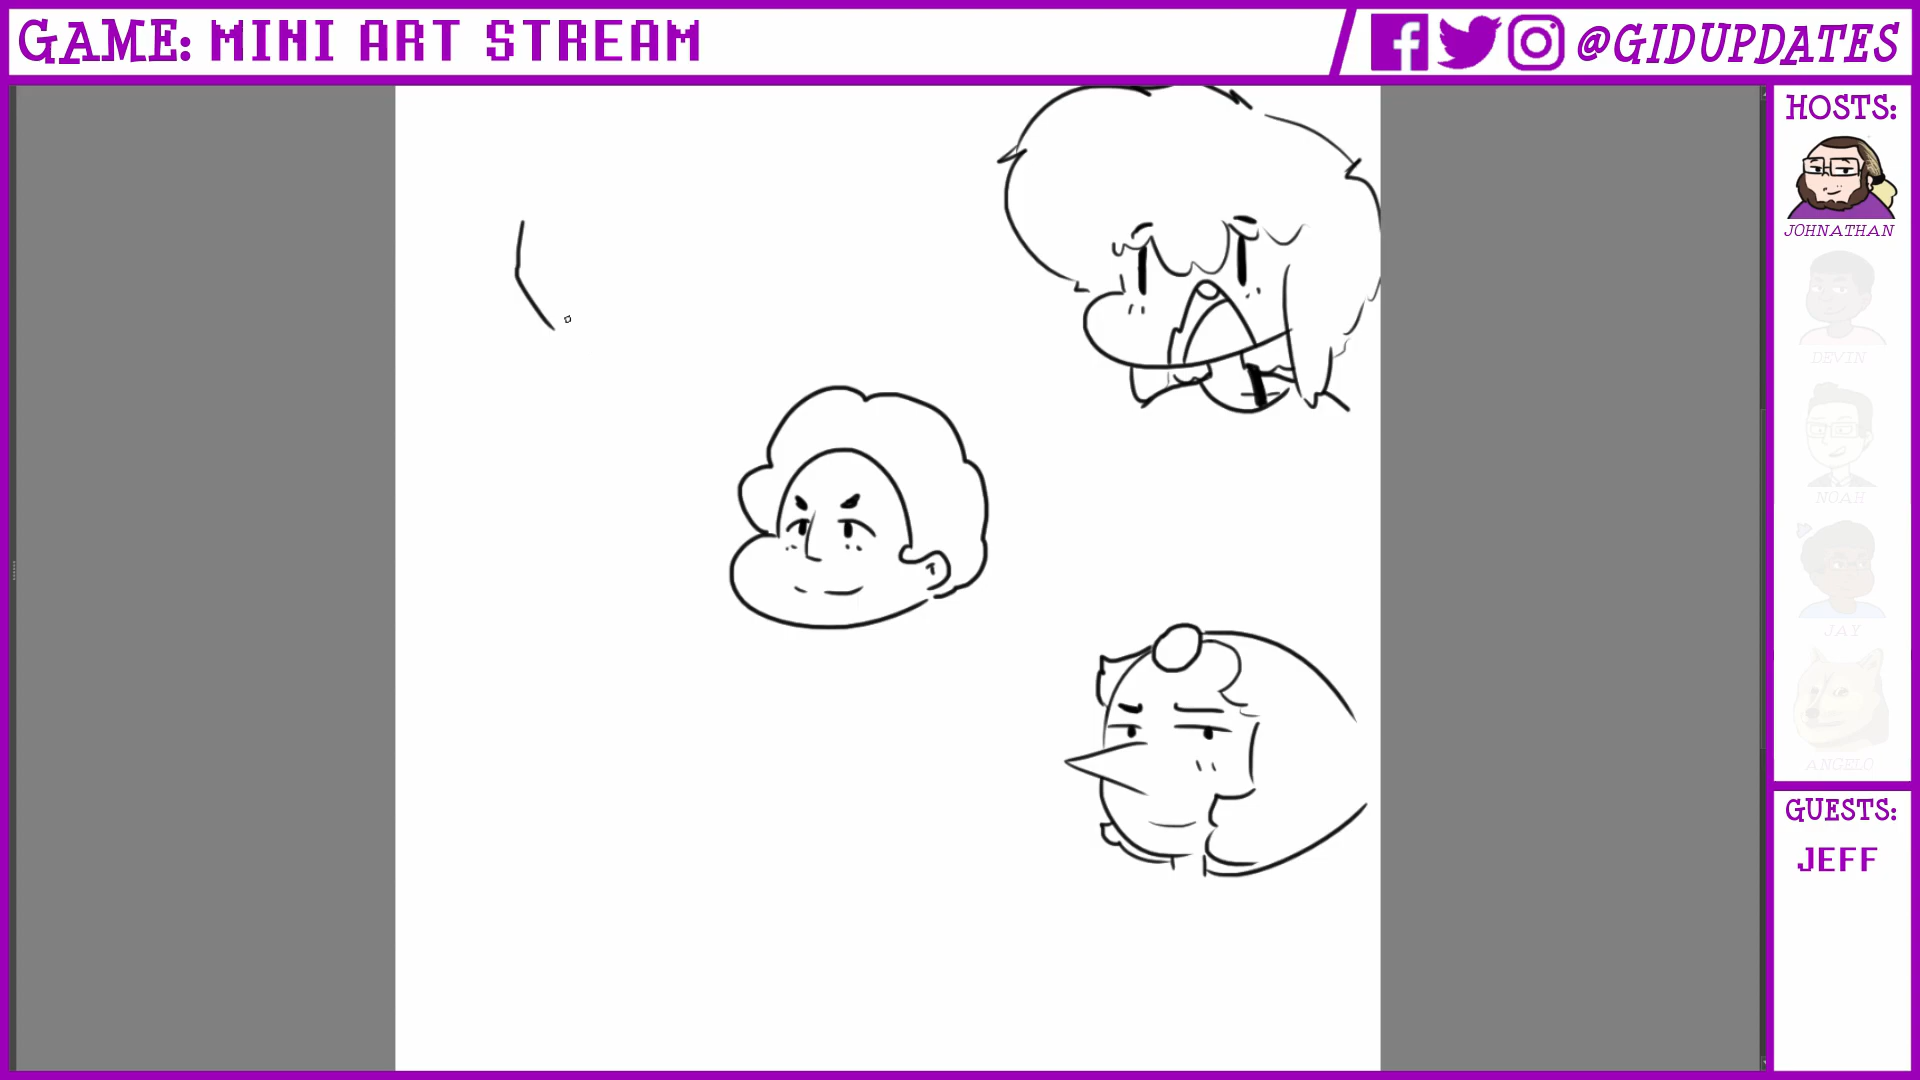 GAME: MINI ART STREAM
@GIDUPDATES
HOSTS:
JOHNATHAN
DEVIN
NOAH
JAY
ANGELO
GUESTS:
JEFF